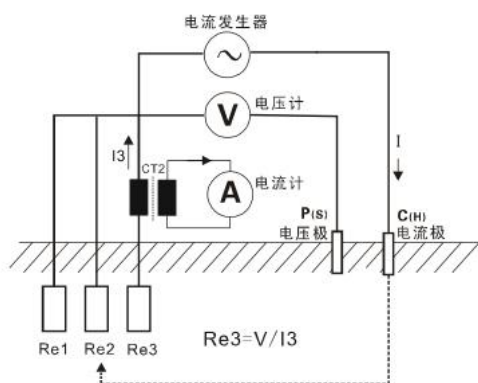 电流发生器
V
电压计
I3
CT2
I
A
电流计
P(S)
电压极
C(H)
电流极
Re1
Re2
Re3
Re3=V/I3